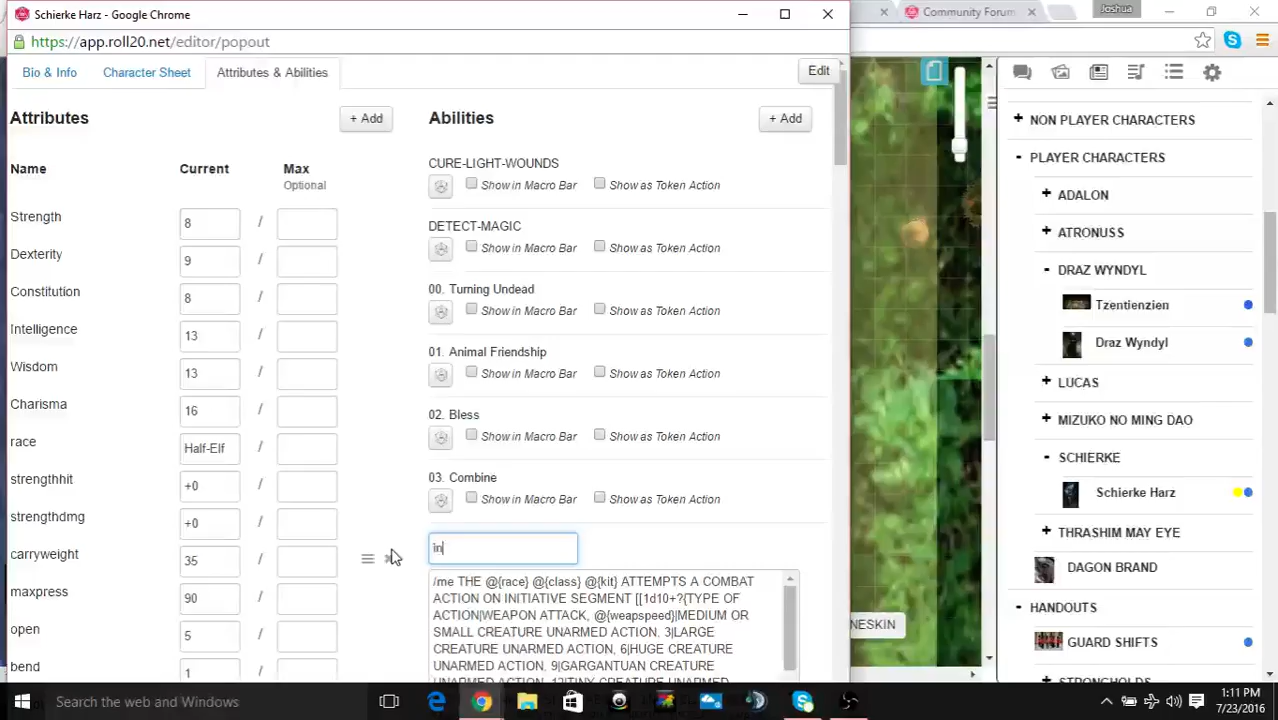 Schierke Harz - Google Chrome
Community Forum
Joshua
https://app.roll20.net/editor/popout
Bio & Info
Character Sheet
Attributes & Abilities
Edit
Attributes
+ Add
Abilities
+ Add
Name
Current
Max
Optional
Strength
8
/
Dexterity
9
/
Constitution
8
/
Intelligence
13
/
Wisdom
13
/
Charisma
16
/
race
Half-Elf
/
strengthhit
+0
/
strengthdmg
+0
/
carryweight
35
/
maxpress
90
/
open
5
/
bend
1
/
CURE-LIGHT-WOUNDS
Show in Macro Bar
Show as Token Action
DETECT-MAGIC
Show in Macro Bar
Show as Token Action
00. Turning Undead
Show in Macro Bar
Show as Token Action
01. Animal Friendship
Show in Macro Bar
Show as Token Action
02. Bless
Show in Macro Bar
Show as Token Action
03. Combine
Show in Macro Bar
Show as Token Action
in
/me THE @{race} @{class} @{kit} ATTEMPTS A COMBAT
ACTION ON INITIATIVE SEGMENT [[1d10+?{TYPE OF
ACTION|WEAPON ATTACK, @{weapspeed}|MEDIUM OR
SMALL CREATURE UNARMED ACTION, 3|LARGE
CREATURE UNARMED ACTION, 6|HUGE CREATURE
UNARMED ACTION, 9|GARGANTUAN CREATURE
NESKIN
+ NON PLAYER CHARACTERS
- PLAYER CHARACTERS
+ ADALON
+ ATRONUSS
- DRAZ WYNDYL
Tzentienzien
Draz Wyndyl
+ LUCAS
+ MIZUKO NO MING DAO
- SCHIERKE
Schierke Harz
+ THRASHIM MAY EYE
DAGON BRAND
- HANDOUTS
GUARD SHIFTS
Search the web and Windows
1:11 PM
7/23/2016